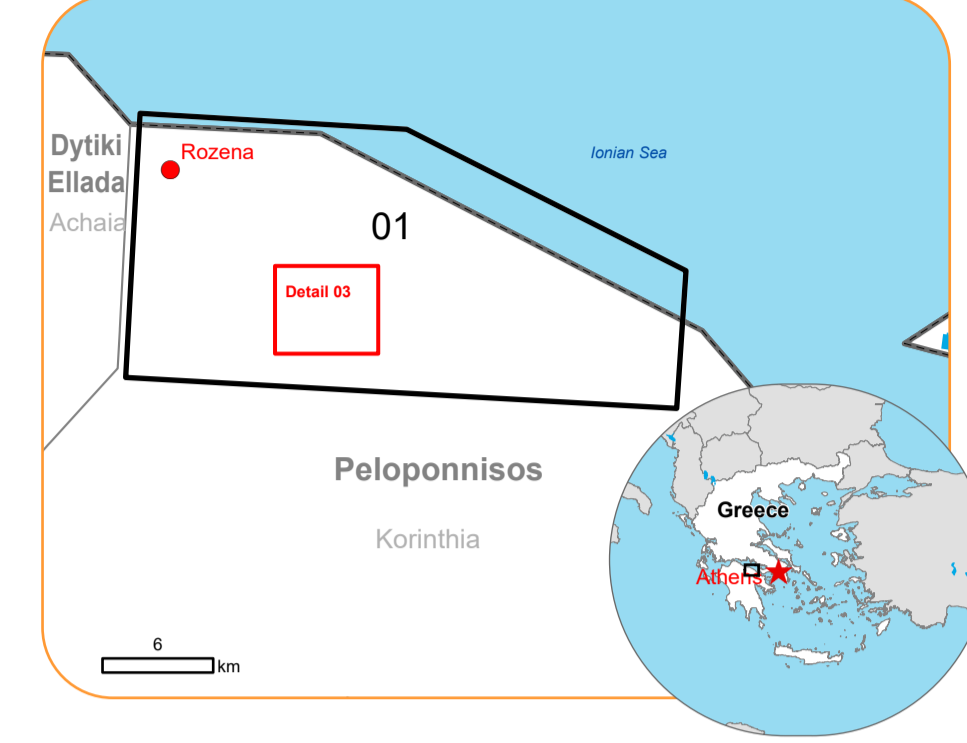 Dytiki
Ellada
Achaia
Rozena
Ionian Sea
01
Detail 03
Peloponnisos
Korinthia
Greece
Athens
6
km